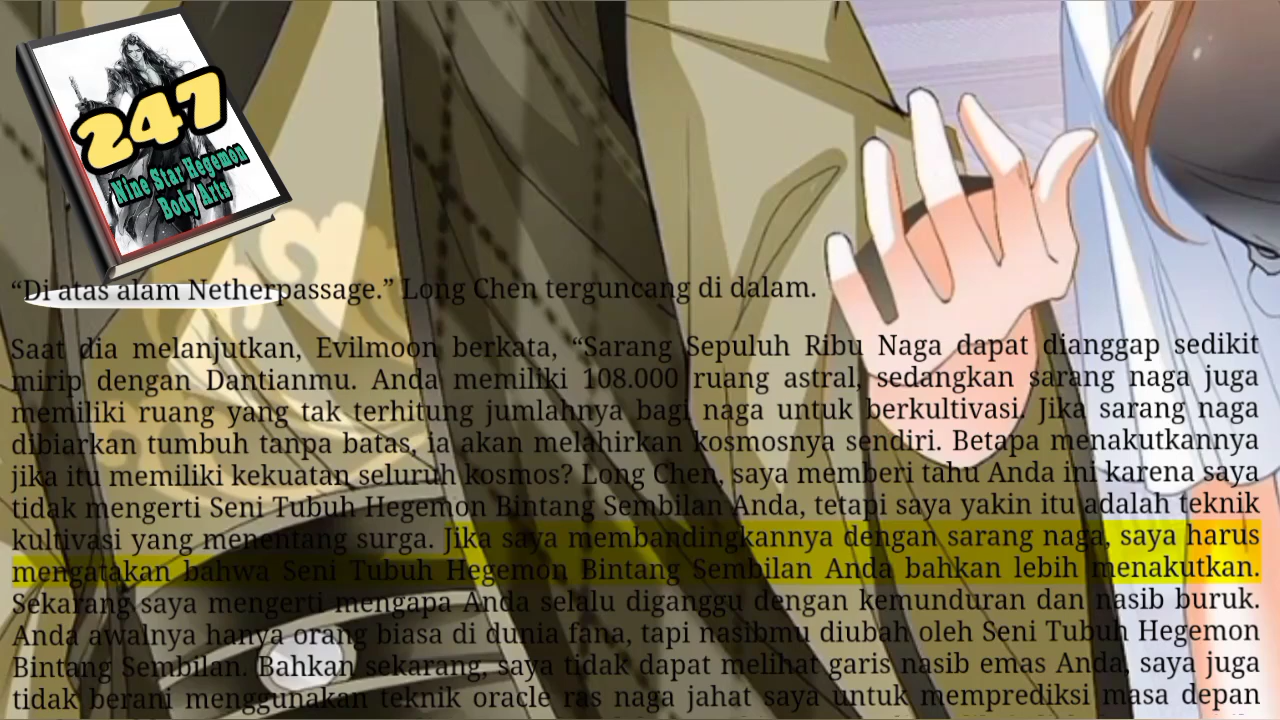 247
Nine Star Hegemon
Body Arts
“Di atas alam Netherpassage.” Long Chen terguncang di dalam.
Saat dia melanjutkan, Evilmoon berkata, “Sarang Sepuluh Ribu Naga dapat dianggap sedikit
mirip dengan Dantianmu. Anda memiliki 108.000 ruang astral, sedangkan sarang naga juga
memiliki ruang yang tak terhitung jumlahnya bagi naga untuk berkultivasi. Jika sarang naga
dibiarkan tumbuh tanpa batas, ia akan melahirkan kosmosnya sendiri. Betapa menakutkannya
jika itu memiliki kekuatan seluruh kosmos? Long Chen, saya memberi tahu Anda ini karena saya
tidak mengerti Seni Tubuh Hegemon Bintang Sembilan Anda, tetapi saya yakin itu adalah teknik
kultivasi yang menentang surga. Jika saya membandingkannya dengan sarang naga, saya harus
mengatakan bahwa Seni Tubuh Hegemon Bintang Sembilan Anda bahkan lebih menakutkan.
Sekarang saya mengerti mengapa Anda selalu diganggu dengan kemunduran dan nasib buruk.
Anda awalnya hanya orang biasa di dunia fana, tapi nasibmu diubah oleh Seni Tubuh Hegemon
Bintang Sembilan. Bahkan sekarang, saya tidak dapat melihat garis nasib emas Anda, saya juga
tidak berani menggunakan teknik oracle ras naga jahat saya untuk memprediksi masa depan